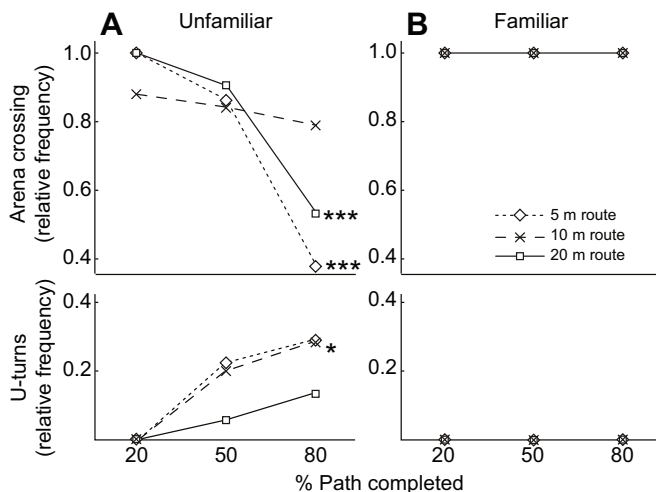 A Unfamiliar
B Familiar
Arena crossing
(relative frequency)
1.0
0.8
0.6
0.4
***
***
1.0
0.8
0.6
0.4
5 m route
10 m route
20 m route
U-turns
(relative frequency)
0.4
0.2
*
0.4
0.2
20 50 80
20 50 80
% Path completed